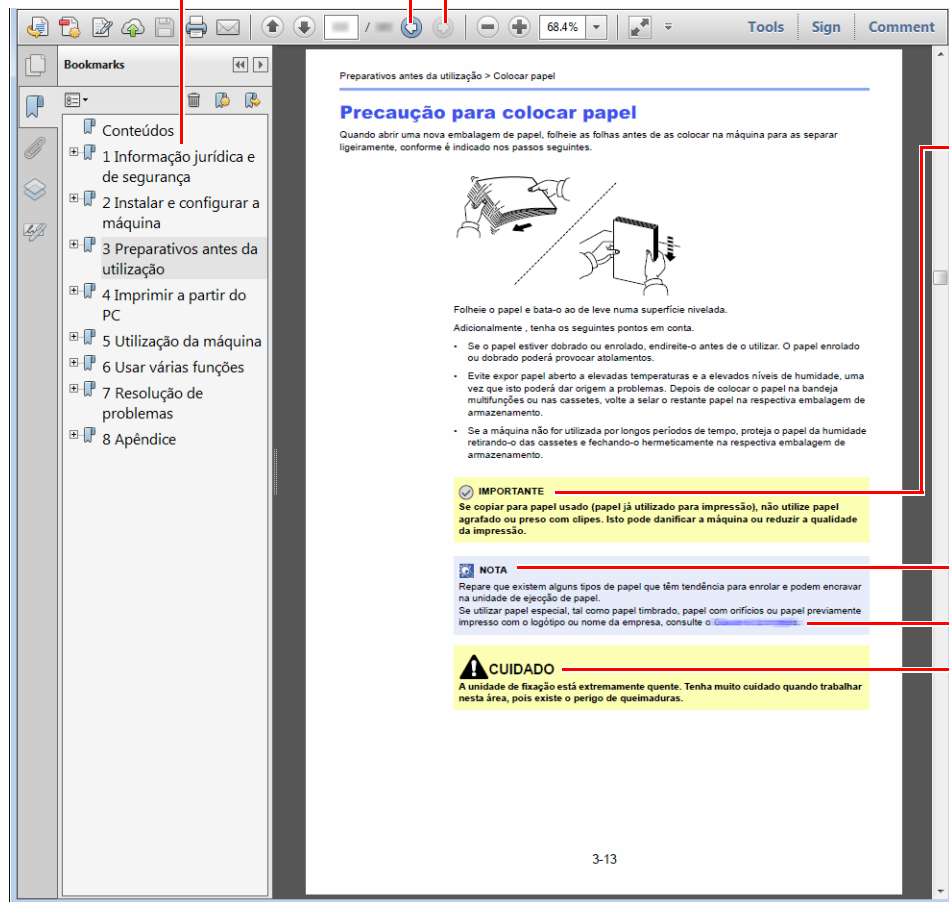 /
68.4%
Tools
Sign
Comment
Bookmarks
Conteúdos
1 Informação jurídica e
de segurança
2 Instalar e configurar a
máquina
3 Preparativos antes da
utilização
4 Imprimir a partir do
PC
5 Utilização da máquina
6 Usar várias funções
7 Resolução de
problemas
8 Apêndice
Preparativos antes da utilização > Colocar papel
Precaução para colocar papel
Quando abrir uma nova embalagem de papel, folheie as folhas antes de as colocar na máquina para as separar
ligeiramente, conforme é indicado nos passos seguintes.
Folheie o papel e bata-o ao de leve numa superfície nivelada.
Adicionalmente , tenha os seguintes pontos em conta.
• Se o papel estiver dobrado ou enrolado, endireite-o antes de o utilizar. O papel enrolado
ou dobrado poderá provocar atolamentos.
• Evite expor papel aberto a elevadas temperaturas e a elevados níveis de humidade, uma
vez que isto poderá dar origem a problemas. Depois de colocar o papel na bandeja
multifunções ou nas cassetes, volte a selar o restante papel na respectiva embalagem de
armazenamento.
• Se a máquina não for utilizada por longos períodos de tempo, proteja o papel da humidade
retirando-o das cassetes e fechando-o hermeticamente na respectiva embalagem de
armazenamento.
IMPORTANTE
Se copiar para papel usado (papel já utilizado para impressão), não utilize papel
agrafado ou preso com clipes. Isto pode danificar a máquina ou reduzir a qualidade
da impressão.
NOTA
Repare que existem alguns tipos de papel que têm tendência para enrolar e podem encravar
na unidade de ejecção de papel.
Se utilizar papel especial, tal como papel timbrado, papel com orifícios ou papel previamente
impresso com o logótipo ou nome da empresa, consulte o
CUIDADO
A unidade de fixação está extremamente quente. Tenha muito cuidado quando trabalhar
nesta área, pois existe o perigo de queimaduras.
3-13